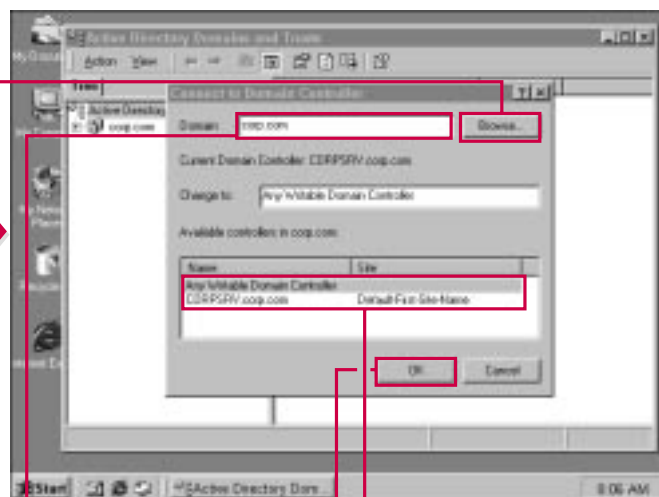 Active Directory Domains and Trusts
Action View
Tree
Active Directory
corp.com
Connect to Domain Controller
Domain: corp.com
Browse...
Current Domain Controller: CORPSRV.corp.com
Change to: Any Writable Domain Controller
Available controllers in corp.com:
Name Site
Any Writable Domain Controller
CORPSRV.corp.com Default-First-Site-Name
OK Cancel
Start
Active Directory Dom...
8:06 AM